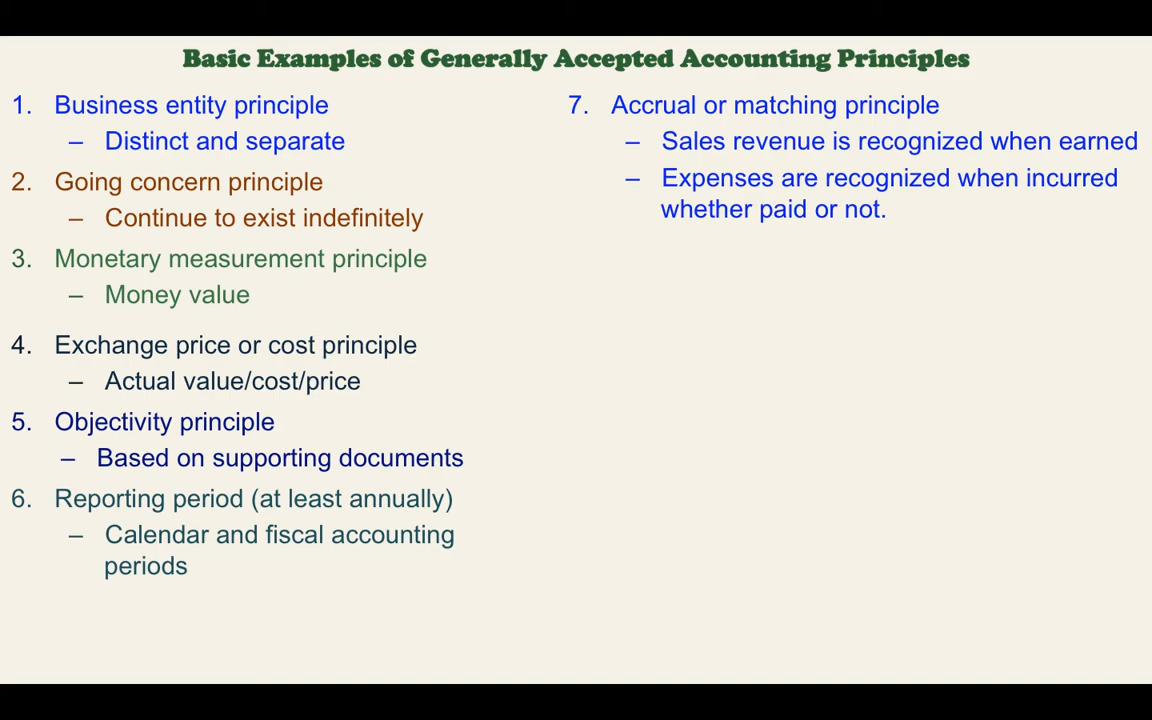 Basic Examples of Generally Accepted Accounting Principles
1. Business entity principle
– Distinct and separate
2. Going concern principle
– Continue to exist indefinitely
3. Monetary measurement principle
– Money value
4. Exchange price or cost principle
– Actual value/cost/price
5. Objectivity principle
– Based on supporting documents
6. Reporting period (at least annually)
– Calendar and fiscal accounting
periods
7. Accrual or matching principle
– Sales revenue is recognized when earned
– Expenses are recognized when incurred
whether paid or not.